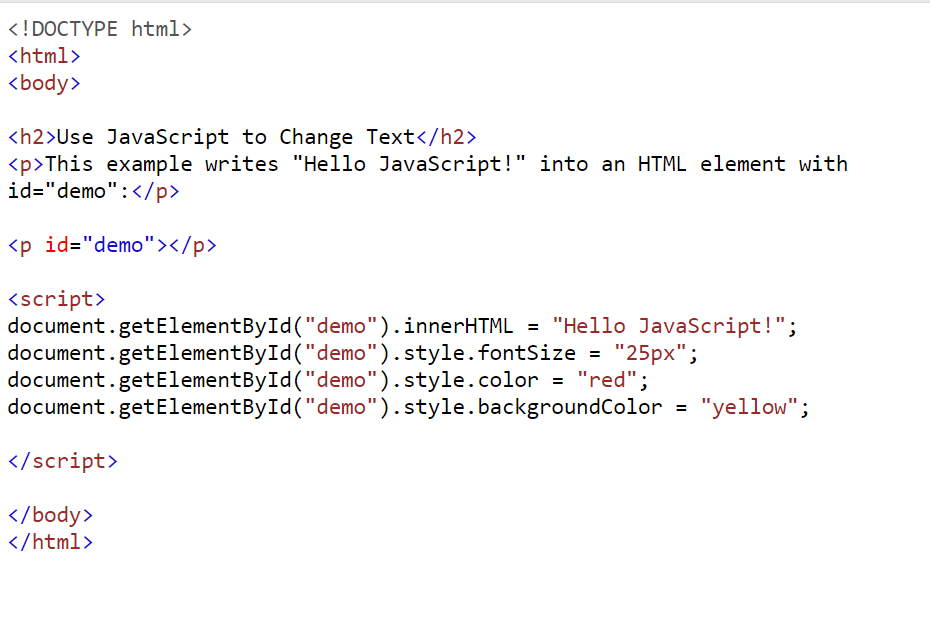 <!DOCTYPE html>
<html>
<body>
<h2>Use JavaScript to Change Text</h2>
<p>This example writes "Hello JavaScript!" into an HTML element with
id="demo":</p>
<p id="demo"></p>
<script>
document.getElementById("demo").innerHTML = "Hello JavaScript!";
document.getElementById("demo").style.fontSize = "25px";
document.getElementById("demo").style.color = "red";
document.getElementById("demo").style.backgroundColor = "yellow";
</script>
</body>
</html>